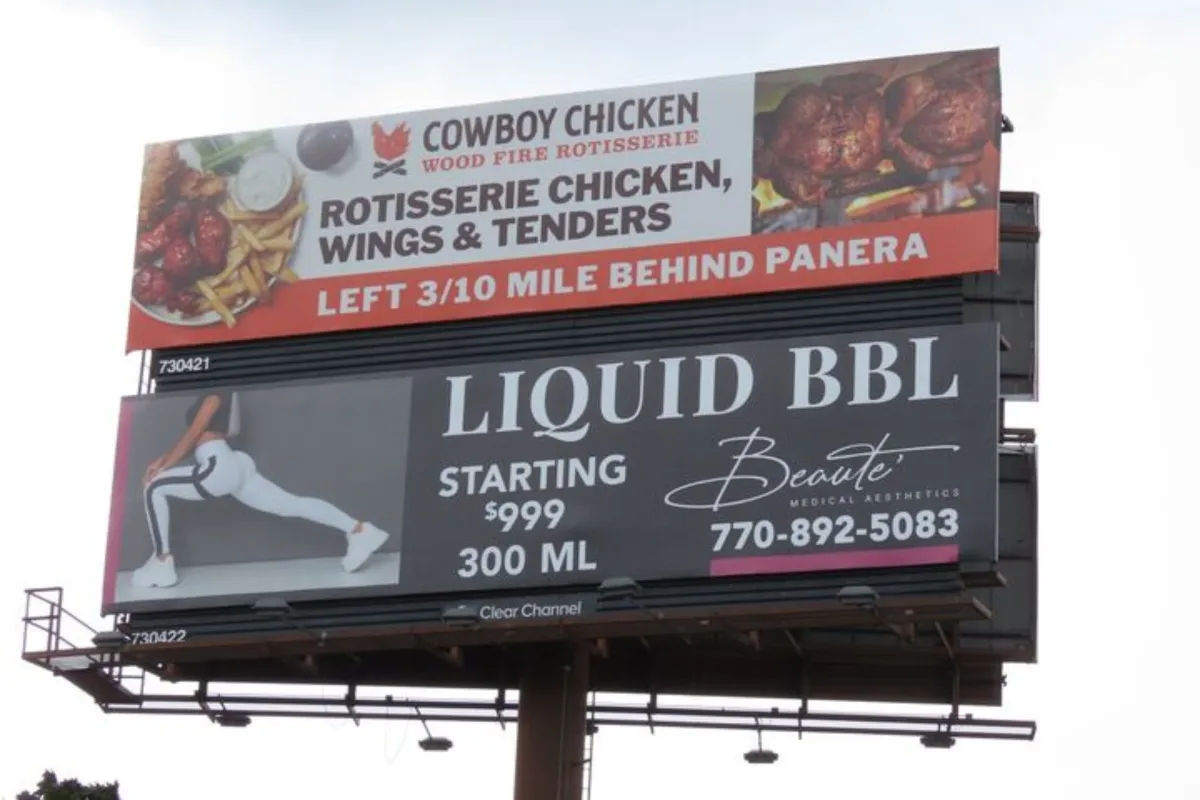 COWBOY CHICKEN
WOOD FIRE ROTISSERIE
ROTISSERIE CHICKEN,
WINGS & TENDERS
LEFT 3/10 MILE BEHIND PANERA
730421
LIQUID BBL
STARTING
$999
300 ML
Beauté
MEDICAL AESTHETICS
770-892-5083
Clear Channel
730422